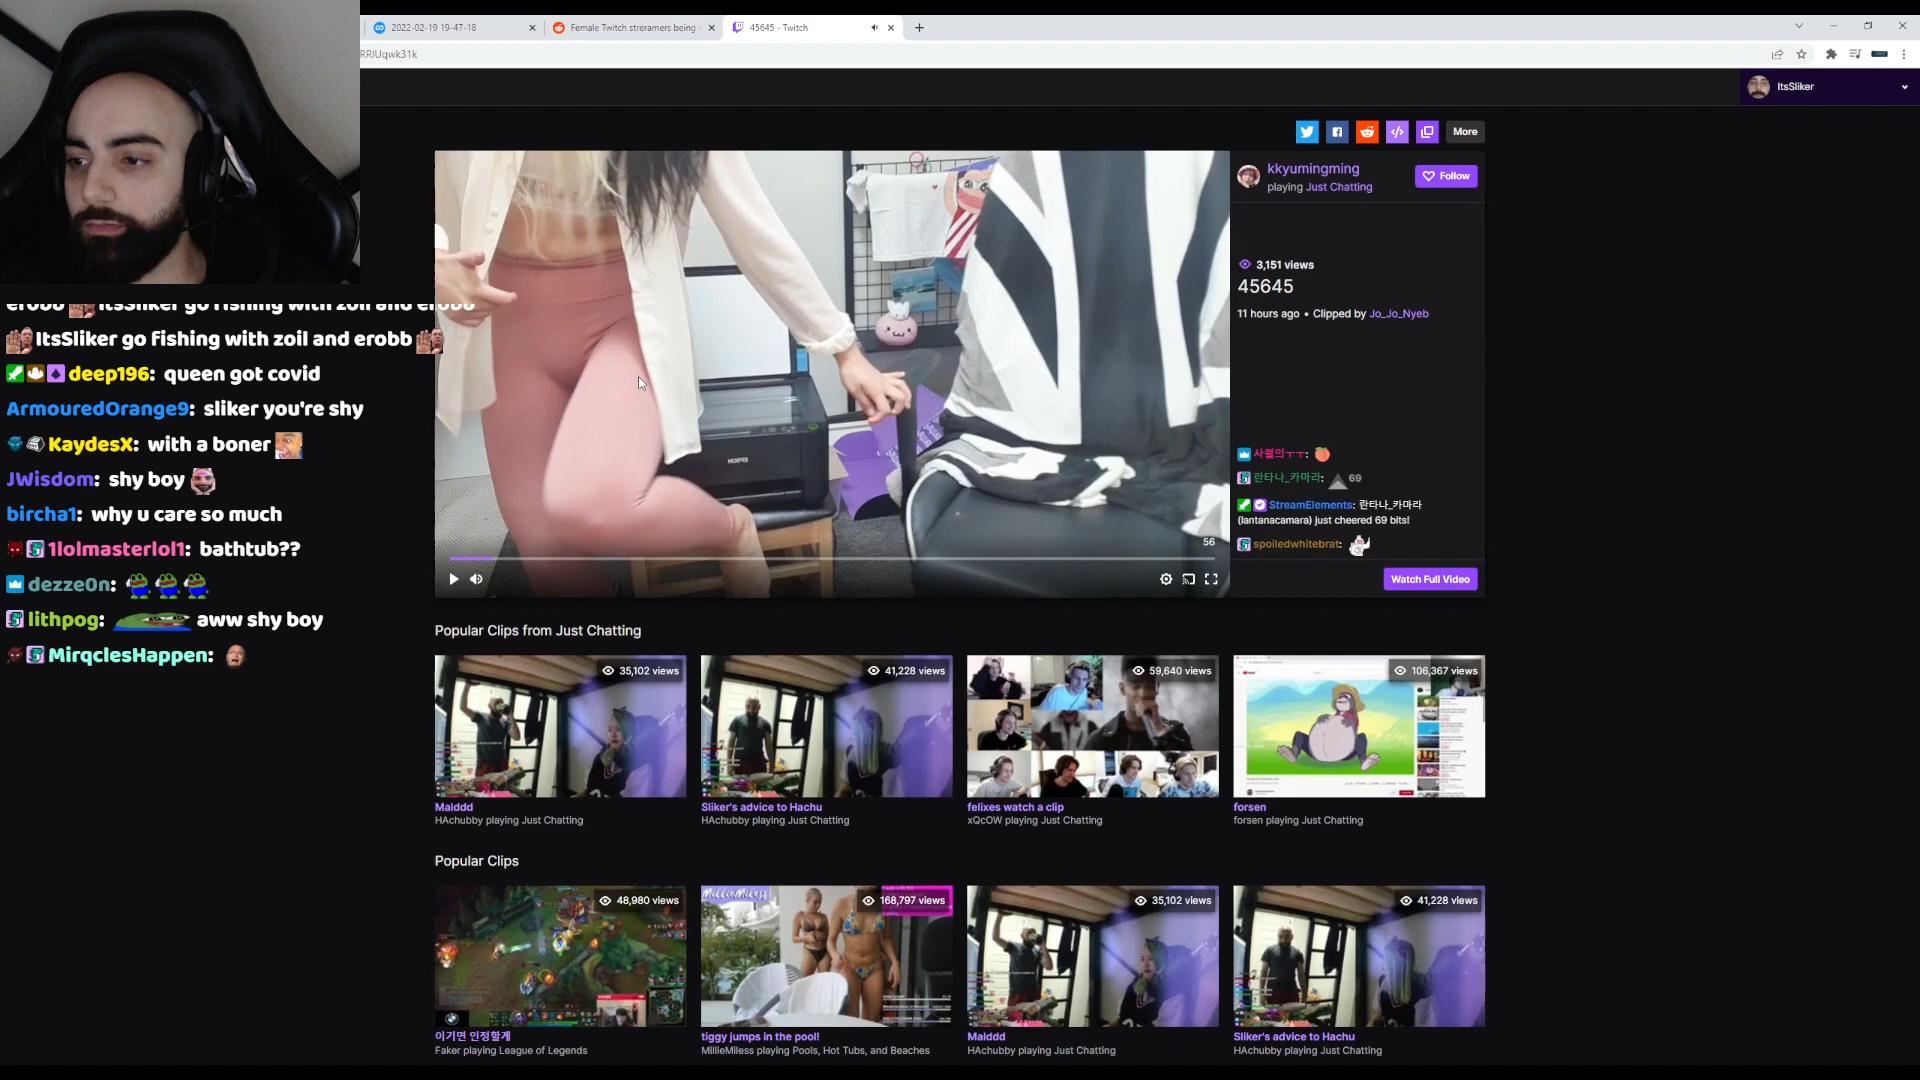 2022-02-19 19-47-18
Female Twitch streramers being
45645 - Twitch
RRIUqwk31k
ItsSliker
More
kkyumingming
playing Just Chatting
Follow
3,151 views
45645
11 hours ago • Clipped by Jo_Jo_Nyeb
erobb ItsSliker go fishing with zoil and erobb
ItsSliker go fishing with zoil and erobb
deep196: queen got covid
ArmouredOrange9: sliker you're shy
KaydesX: with a boner
JWisdom: shy boy
bircha1: why u care so much
1lolmasterlol1: bathtub??
dezze0n:
lithpog: aww shy boy
MirqclesHappen:
EPSON
56
사월의ㅜㅜ:
란타나_카마리: 69
StreamElements: 란타나_카마라
(lantanacamara) just cheered 69 bits!
spoiledwhitebrat:
Watch Full Video
Popular Clips from Just Chatting
35,102 views
41,228 views
59,640 views
106,367 views
Malddd
HAchubby playing Just Chatting
Sliker's advice to Hachu
HAchubby playing Just Chatting
felixes watch a clip
xQcOW playing Just Chatting
forsen
forsen playing Just Chatting
Popular Clips
48,980 views
MillieMiless
168,797 views
35,102 views
41,228 views
이기면 인정할게
Faker playing League of Legends
tiggy jumps in the pool!
MillieMiless playing Pools, Hot Tubs, and Beaches
Malddd
HAchubby playing Just Chatting
Sliker's advice to Hachu
HAchubby playing Just Chatting